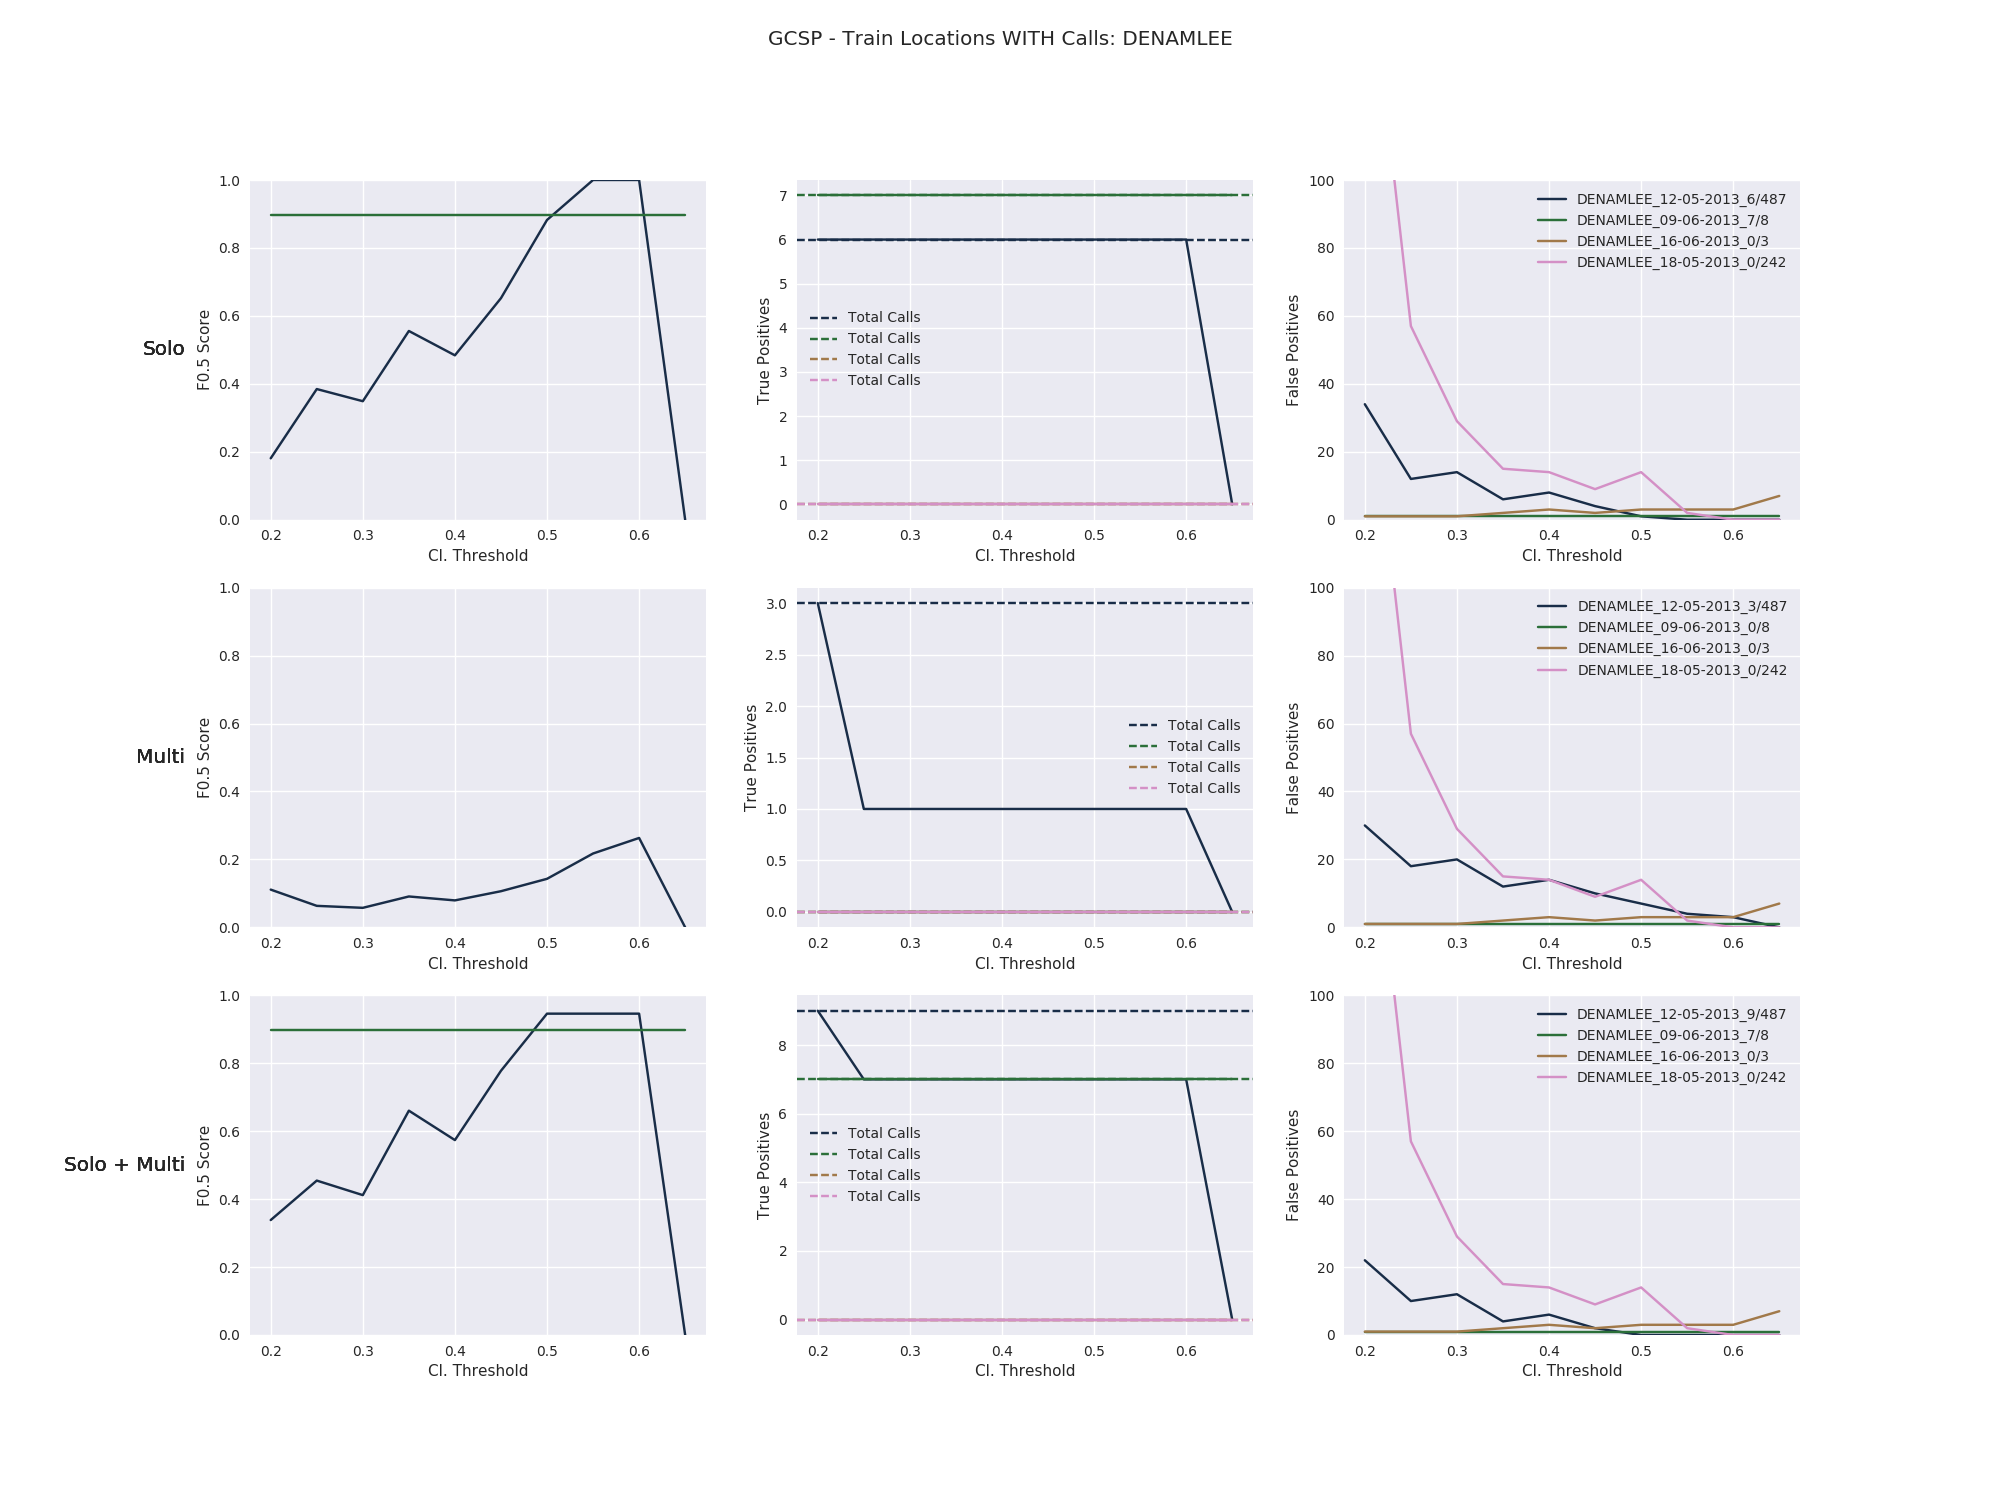 GCSP - Train Locations WITH Calls: DENAMLEE
Solo
F0.5 Score
1.0
0.8
0.6
0.4
0.2
0.0
0.2 0.3 0.4 0.5 0.6
Cl. Threshold
True Positives
7
6
5
4
3
2
1
0
Total Calls
Total Calls
Total Calls
Total Calls
0.2 0.3 0.4 0.5 0.6
Cl. Threshold
False Positives
100
80
60
40
20
0
DENAMLEE_12-05-2013_6/487
DENAMLEE_09-06-2013_7/8
DENAMLEE_16-06-2013_0/3
DENAMLEE_18-05-2013_0/242
0.2 0.3 0.4 0.5 0.6
Cl. Threshold
Multi
F0.5 Score
1.0
0.8
0.6
0.4
0.2
0.0
0.2 0.3 0.4 0.5 0.6
Cl. Threshold
True Positives
3.0
2.5
2.0
1.5
1.0
0.5
0.0
Total Calls
Total Calls
Total Calls
Total Calls
0.2 0.3 0.4 0.5 0.6
Cl. Threshold
False Positives
100
80
60
40
20
0
DENAMLEE_12-05-2013_3/487
DENAMLEE_09-06-2013_0/8
DENAMLEE_16-06-2013_0/3
DENAMLEE_18-05-2013_0/242
0.2 0.3 0.4 0.5 0.6
Cl. Threshold
Solo + Multi
F0.5 Score
1.0
0.8
0.6
0.4
0.2
0.0
0.2 0.3 0.4 0.5 0.6
Cl. Threshold
True Positives
8
6
4
2
0
Total Calls
Total Calls
Total Calls
Total Calls
0.2 0.3 0.4 0.5 0.6
Cl. Threshold
False Positives
100
80
60
40
20
0
DENAMLEE_12-05-2013_9/487
DENAMLEE_09-06-2013_7/8
DENAMLEE_16-06-2013_0/3
DENAMLEE_18-05-2013_0/242
0.2 0.3 0.4 0.5 0.6
Cl. Threshold